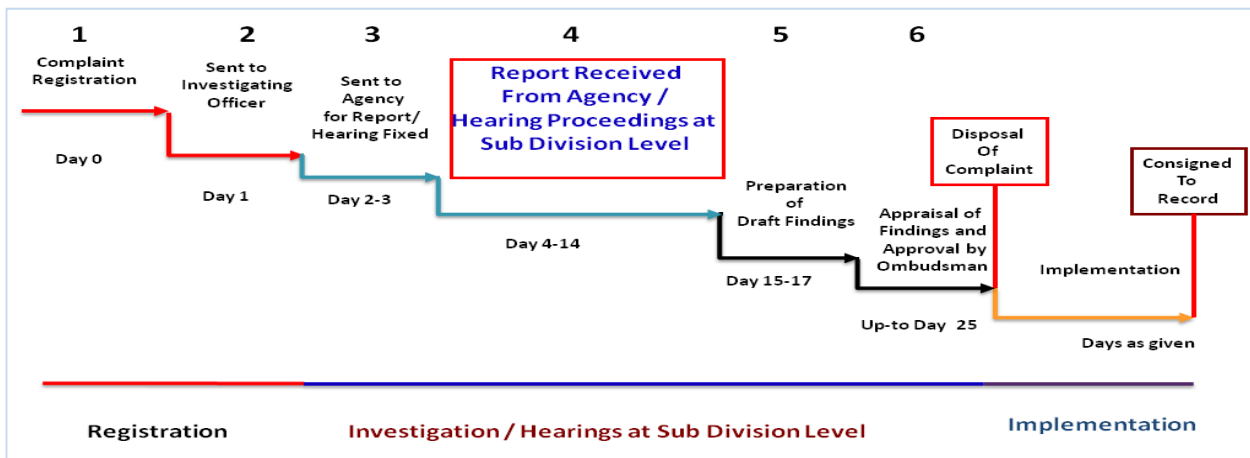 1
Complaint
Registration
Day 0
2
Sent to
Investigating
Officer
Day 1
3
Sent to
Agency
for Report/
Hearing Fixed
Day 2-3
4
Report Received
From Agency /
Hearing Proceedings at
Sub Division Level
Day 4-14
5
Preparation
of
Draft Findings
Day 15-17
6
Appraisal of
Findings and
Approval by
Ombudsman
Up-to Day 25
Disposal
Of
Complaint
Implementation
Days as given
Consigned
To
Record
Registration
Investigation / Hearings at Sub Division Level
Implementation